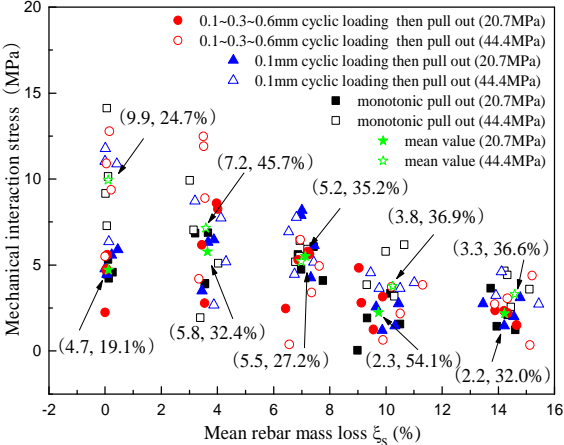 20
15
10
5
0
-2
0
2
4
6
8
10
12
14
16
Mechanical interaction stress (MPa)
Mean rebar mass loss ξs (%)
0.1~0.3~0.6mm cyclic loading then pull out (20.7MPa)
0.1~0.3~0.6mm cyclic loading then pull out (44.4MPa)
0.1mm cyclic loading then pull out (20.7MPa)
0.1mm cyclic loading then pull out (44.4MPa)
monotonic pull out (20.7MPa)
monotonic pull out (44.4MPa)
mean value (20.7MPa)
mean value (44.4MPa)
(9.9, 24.7%)
(7.2, 45.7%)
(5.2, 35.2%)
(3.8, 36.9%)
(3.3, 36.6%)
(4.7, 19.1%)
(5.8, 32.4%)
(5.5, 27.2%)
(2.3, 54.1%)
(2.2, 32.0%)